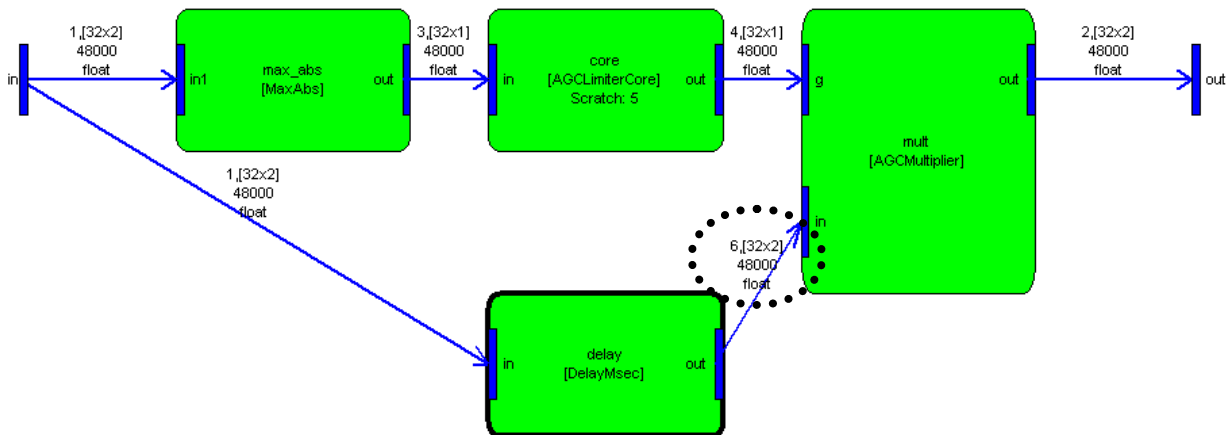 1,[32x2]
48000
float
in
in1
max_abs
[MaxAbs]
out
3,[32x1]
48000
float
in
core
[AGCLimiterCore]
Scratch: 5
out
4,[32x1]
48000
float
g
mult
[AGCMultiplier]
in
out
2,[32x2]
48000
float
out
1,[32x2]
48000
float
6,[32x2]
48000
float
in
delay
[DelayMsec]
out